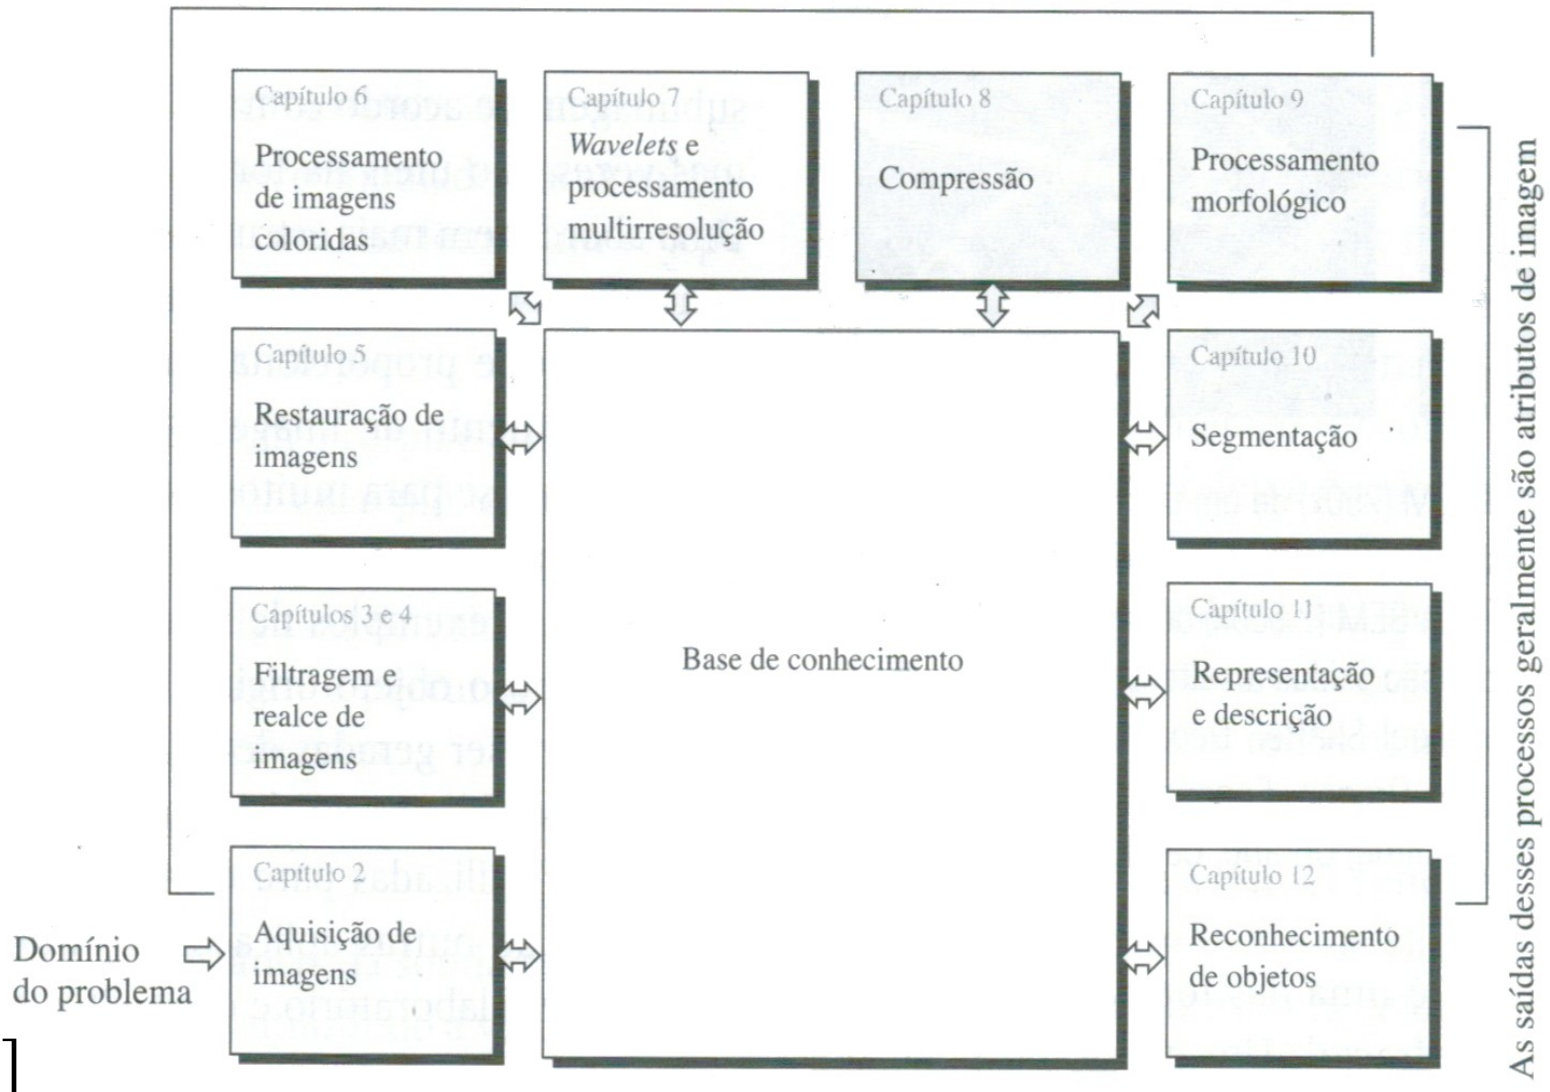 Capítulo 6
Processamento
de imagens
coloridas
Capítulo 7
Wavelets e
processamento
multirresolução
Capítulo 8
Compressão
Capítulo 9
Processamento
morfológico
Capítulo 5
Restauração de
imagens
Capítulo 10
Segmentação
Capítulos 3 e 4
Filtragem e
realce de
imagens
Base de conhecimento
Capítulo 11
Representação
e descrição
Capítulo 2
Aquisição de
imagens
Capítulo 12
Reconhecimento
de objetos
Domínio
do problema
As saídas desses processos geralmente são atributos de imagem
]